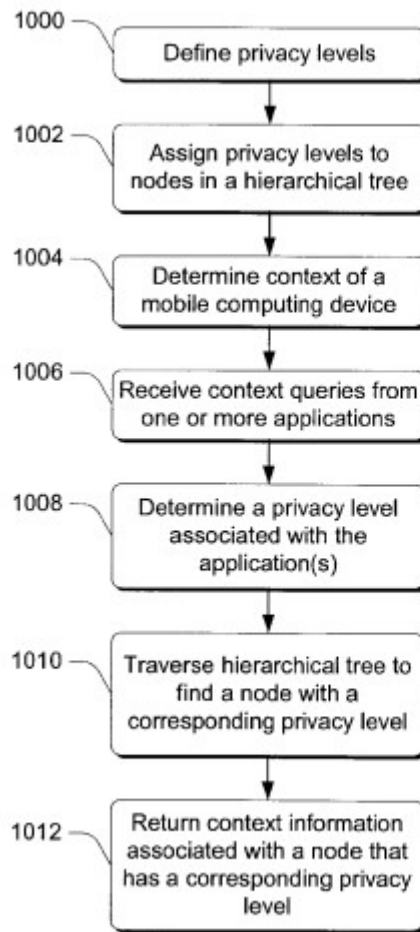 1000
Define privacy levels
1002
Assign privacy levels to
nodes in a hierarchical tree
1004
Determine context of a
mobile computing device
1006
Receive context queries from
one or more applications
1008
Determine a privacy level
associated with the
application(s)
1010
Traverse hierarchical tree to
find a node with a
corresponding privacy level
1012
Return context information
associated with a node that
has a corresponding privacy
level